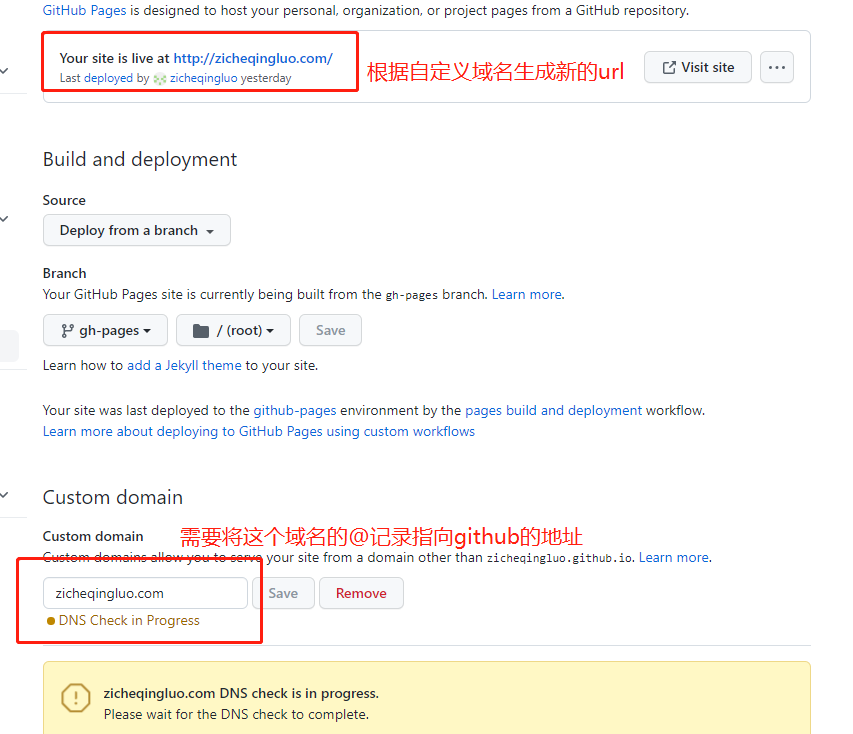 GitHub Pages is designed to host your personal, organization, or project pages from a GitHub repository.
Your site is live at http://zicheqingluo.com/
Last deployed by zicheqingluo yesterday
根据自定义域名生成新的url
Visit site
Build and deployment
Source
Deploy from a branch
Branch
Your GitHub Pages site is currently being built from the gh-pages branch. Learn more.
gh-pages
/ (root)
Save
Learn how to add a Jekyll theme to your site.
Your site was last deployed to the github-pages environment by the pages build and deployment workflow.
Learn more about deploying to GitHub Pages using custom workflows
Custom domain
需要将这个域名的@记录指向github的地址
Custom domain
Custom domains allow you to serve your site from a domain other than zicheqingluo.github.io. Learn more.
zicheqingluo.com
Save
Remove
DNS Check in Progress
zicheqingluo.com DNS check is in progress.
Please wait for the DNS check to complete.